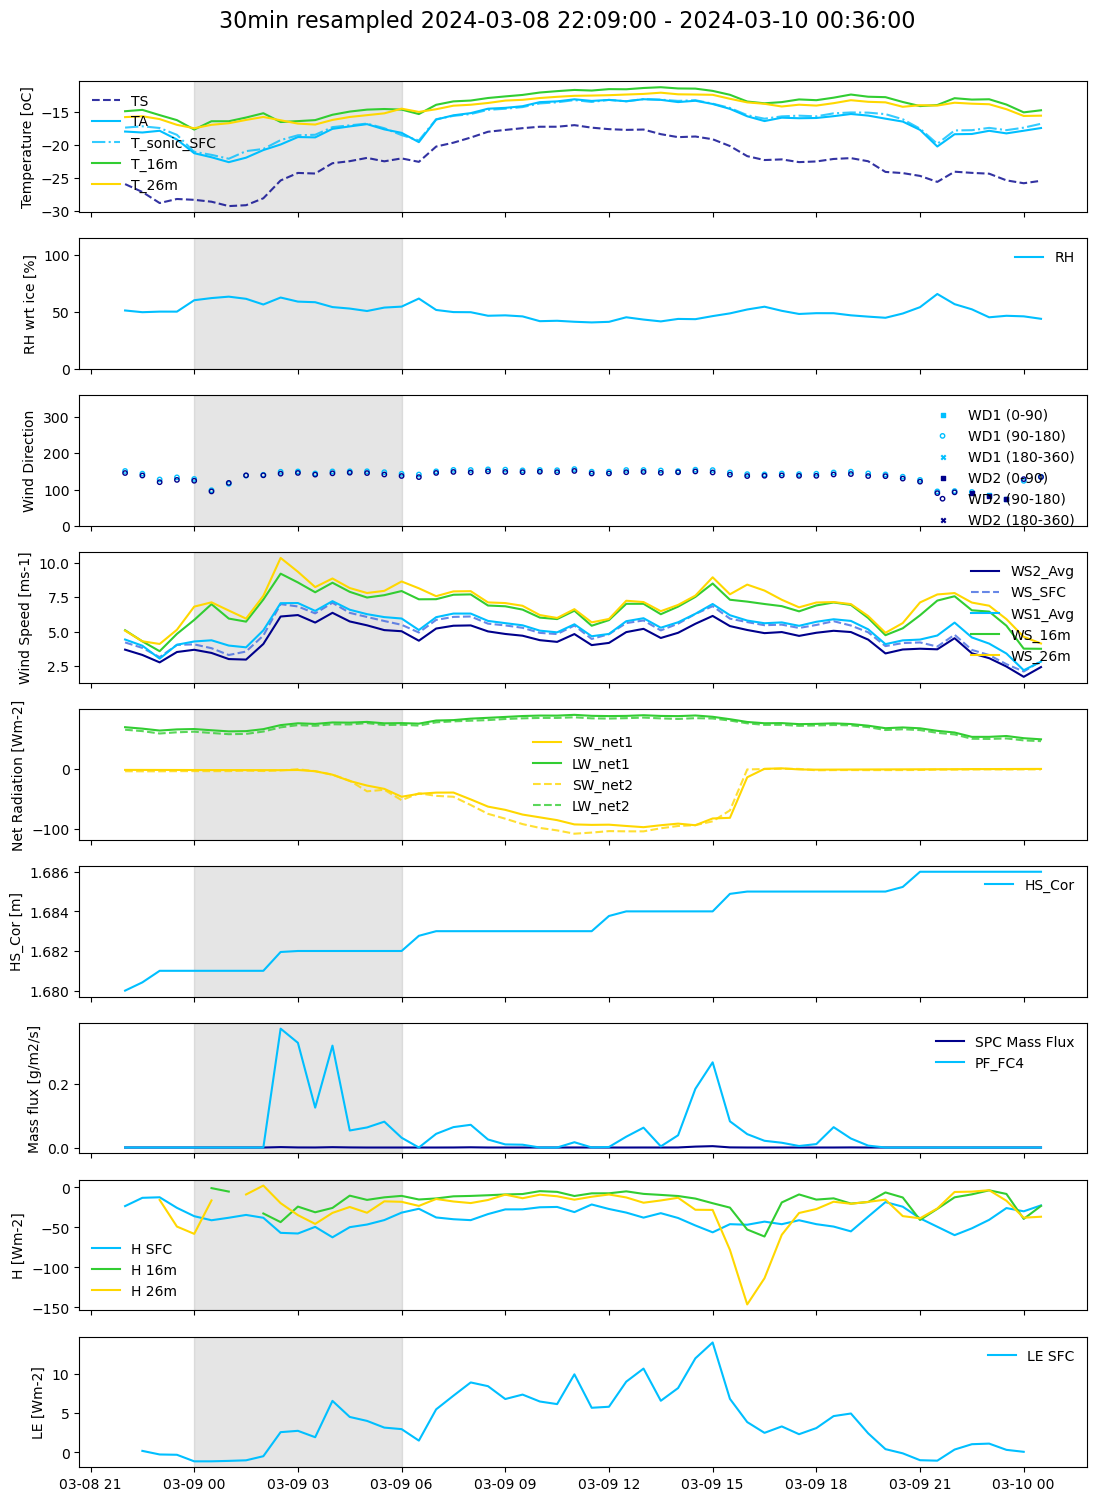 30min resampled 2024-03-08 22:09:00 - 2024-03-10 00:36:00
Temperature [oC]
−15
−20
−25
−30
TS
TA
T_sonic_SFC
T_16m
T_26m
RH wrt ice [%]
100
50
0
RH
Wind Direction
300
200
100
0
WD1 (0-90)
WD1 (90-180)
WD1 (180-360)
WD2 (0-90)
WD2 (90-180)
WD2 (180-360)
Wind Speed [ms-1]
10.0
7.5
5.0
2.5
WS2_Avg
WS_SFC
WS1_Avg
WS_16m
WS_26m
Net Radiation [Wm-2]
0
−100
SW_net1
LW_net1
SW_net2
LW_net2
HS_Cor [m]
1.686
1.684
1.682
1.680
HS_Cor
Mass flux [g/m2/s]
0.2
0.0
SPC Mass Flux
PF_FC4
H [Wm-2]
0
−50
−100
−150
H SFC
H 16m
H 26m
LE [Wm-2]
10
5
0
LE SFC
03-08 21
03-09 00
03-09 03
03-09 06
03-09 09
03-09 12
03-09 15
03-09 18
03-09 21
03-10 00